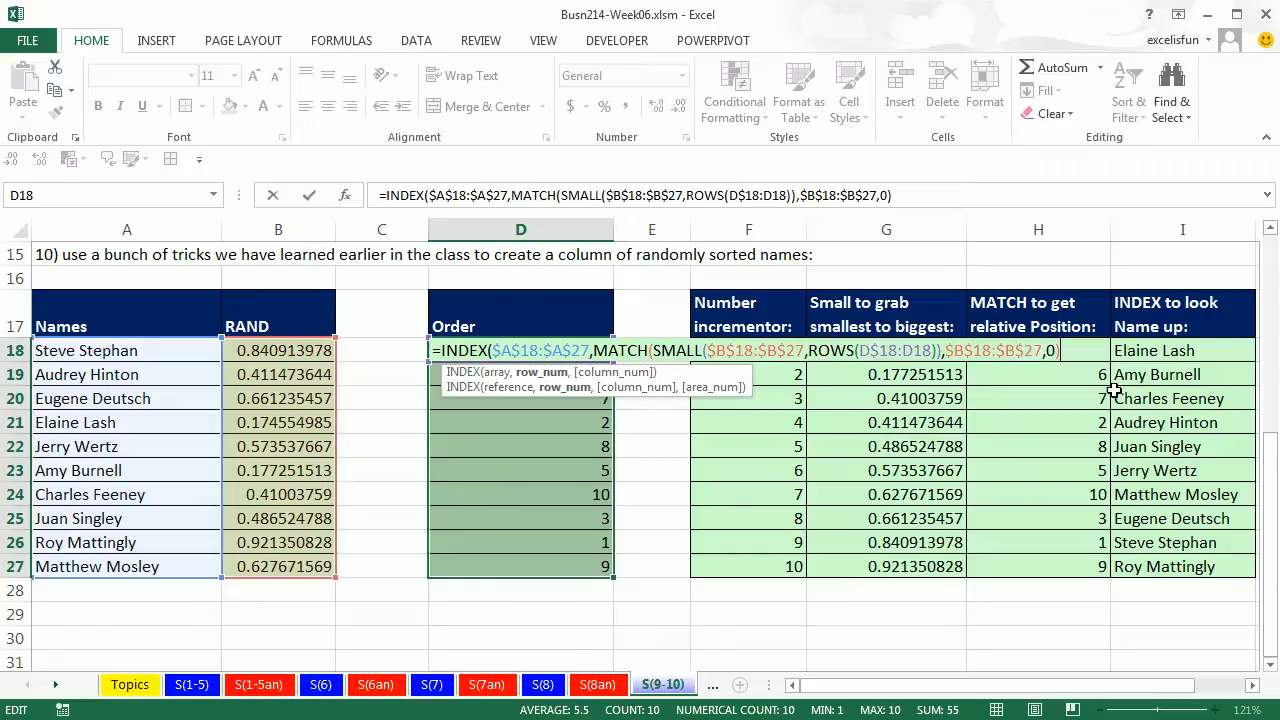 Busn214-Week06.xlsm - Excel
FILE HOME INSERT PAGE LAYOUT FORMULAS DATA REVIEW VIEW DEVELOPER POWERPIVOT excelisfun
Paste
11
Wrap Text
Merge & Center
General
Conditional Formatting
Format as Table
Cell Styles
Insert
Delete
Format
AutoSum
Fill
Clear
Sort & Filter
Find & Select
Clipboard Font Alignment Number Styles Cells Editing
D18 =INDEX($A$18:$A$27,MATCH(SMALL($B$18:$B$27,ROWS(D$18:D18)),$B$18:$B$27,0)
A B C D E F G H I
15 10) use a bunch of tricks we have learned earlier in the class to create a column of randomly sorted names:
16
Number Small to grab MATCH to get INDEX to look
17 Names RAND Order incrementor: smallest to biggest: relative Position: Name up:
18 Steve Stephan 0.840913978 =INDEX($A$18:$A$27,MATCH(SMALL($B$18:$B$27,ROWS(D$18:D18)),$B$18:$B$27,0) Elaine Lash
INDEX(array, row_num, [column_num])
INDEX(reference, row_num, [column_num], [area_num])
19 Audrey Hinton 0.411473644 2 0.177251513 6 Amy Burnell
20 Eugene Deutsch 0.661235457 7 3 0.41003759 7 Charles Feeney
21 Elaine Lash 0.174554985 2 4 0.411473644 2 Audrey Hinton
22 Jerry Wertz 0.573537667 8 5 0.486524788 8 Juan Singley
23 Amy Burnell 0.177251513 5 6 0.573537667 5 Jerry Wertz
24 Charles Feeney 0.41003759 10 7 0.627671569 10 Matthew Mosley
25 Juan Singley 0.486524788 3 8 0.661235457 3 Eugene Deutsch
26 Roy Mattingly 0.921350828 1 9 0.840913978 1 Steve Stephan
27 Matthew Mosley 0.627671569 9 10 0.921350828 9 Roy Mattingly
28
29
30
31
Topics S(1-5) S(1-5an) S(6) S(6an) S(7) S(7an) S(8) S(8an) S(9-10) ...
EDIT AVERAGE: 5.5 COUNT: 10 NUMERICAL COUNT: 10 MIN: 1 MAX: 10 SUM: 55 121%